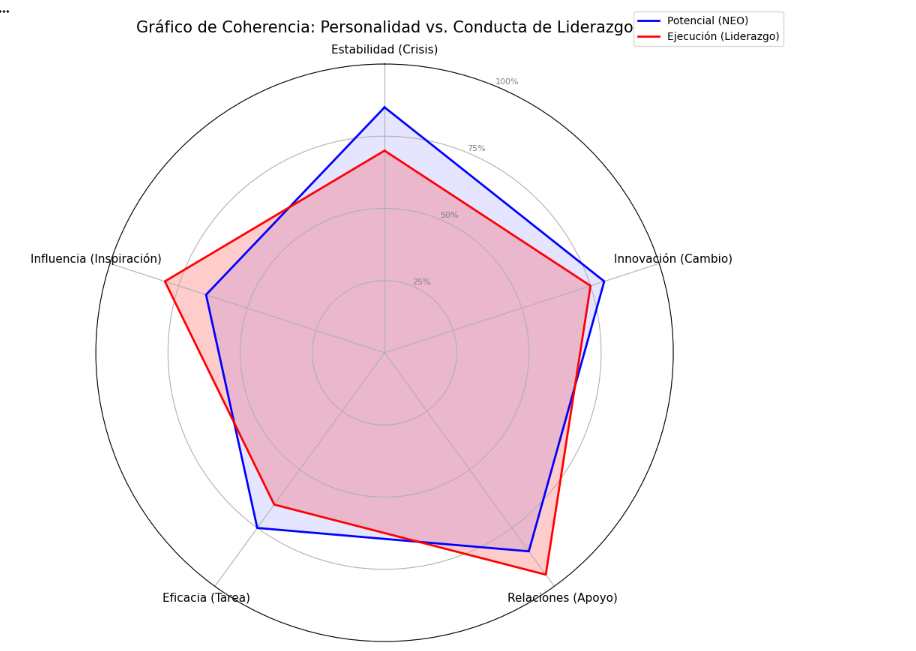 Gráfico de Coherencia: Personalidad vs. Conducta de Liderazgo
Potencial (NEO)
Ejecución (Liderazgo)
Estabilidad (Crisis)
100%
75%
50%
25%
Influencia (Inspiración)
Innovación (Cambio)
Eficacia (Tarea)
Relaciones (Apoyo)